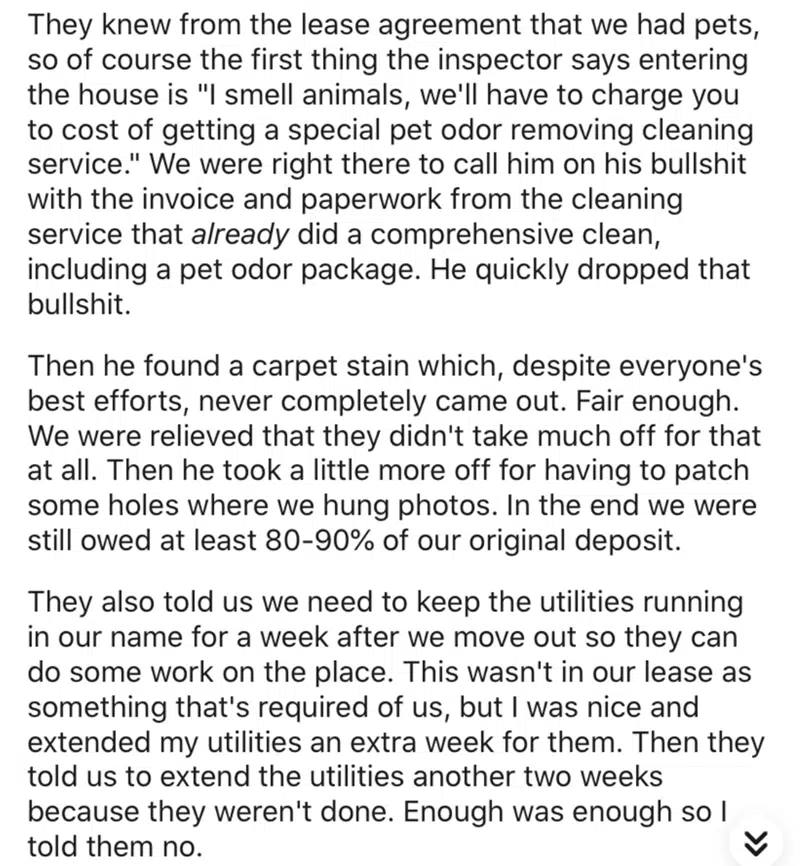 They knew from the lease agreement that we had pets,
so of course the first thing the inspector says entering
the house is "I smell animals, we'll have to charge you
to cost of getting a special pet odor removing cleaning
service." We were right there to call him on his bullshit
with the invoice and paperwork from the cleaning
service that already did a comprehensive clean,
including a pet odor package. He quickly dropped that
bullshit.
Then he found a carpet stain which, despite everyone's
best efforts, never completely came out. Fair enough.
We were relieved that they didn't take much off for that
at all. Then he took a little more off for having to patch
some holes where we hung photos. In the end we were
still owed at least 80-90% of our original deposit.
They also told us we need to keep the utilities running
in our name for a week after we move out so they can
do some work on the place. This wasn't in our lease as
something that's required of us, but I was nice and
extended my utilities an extra week for them. Then they
told us to extend the utilities another two weeks
because they weren't done. Enough was enough so I
told them no.